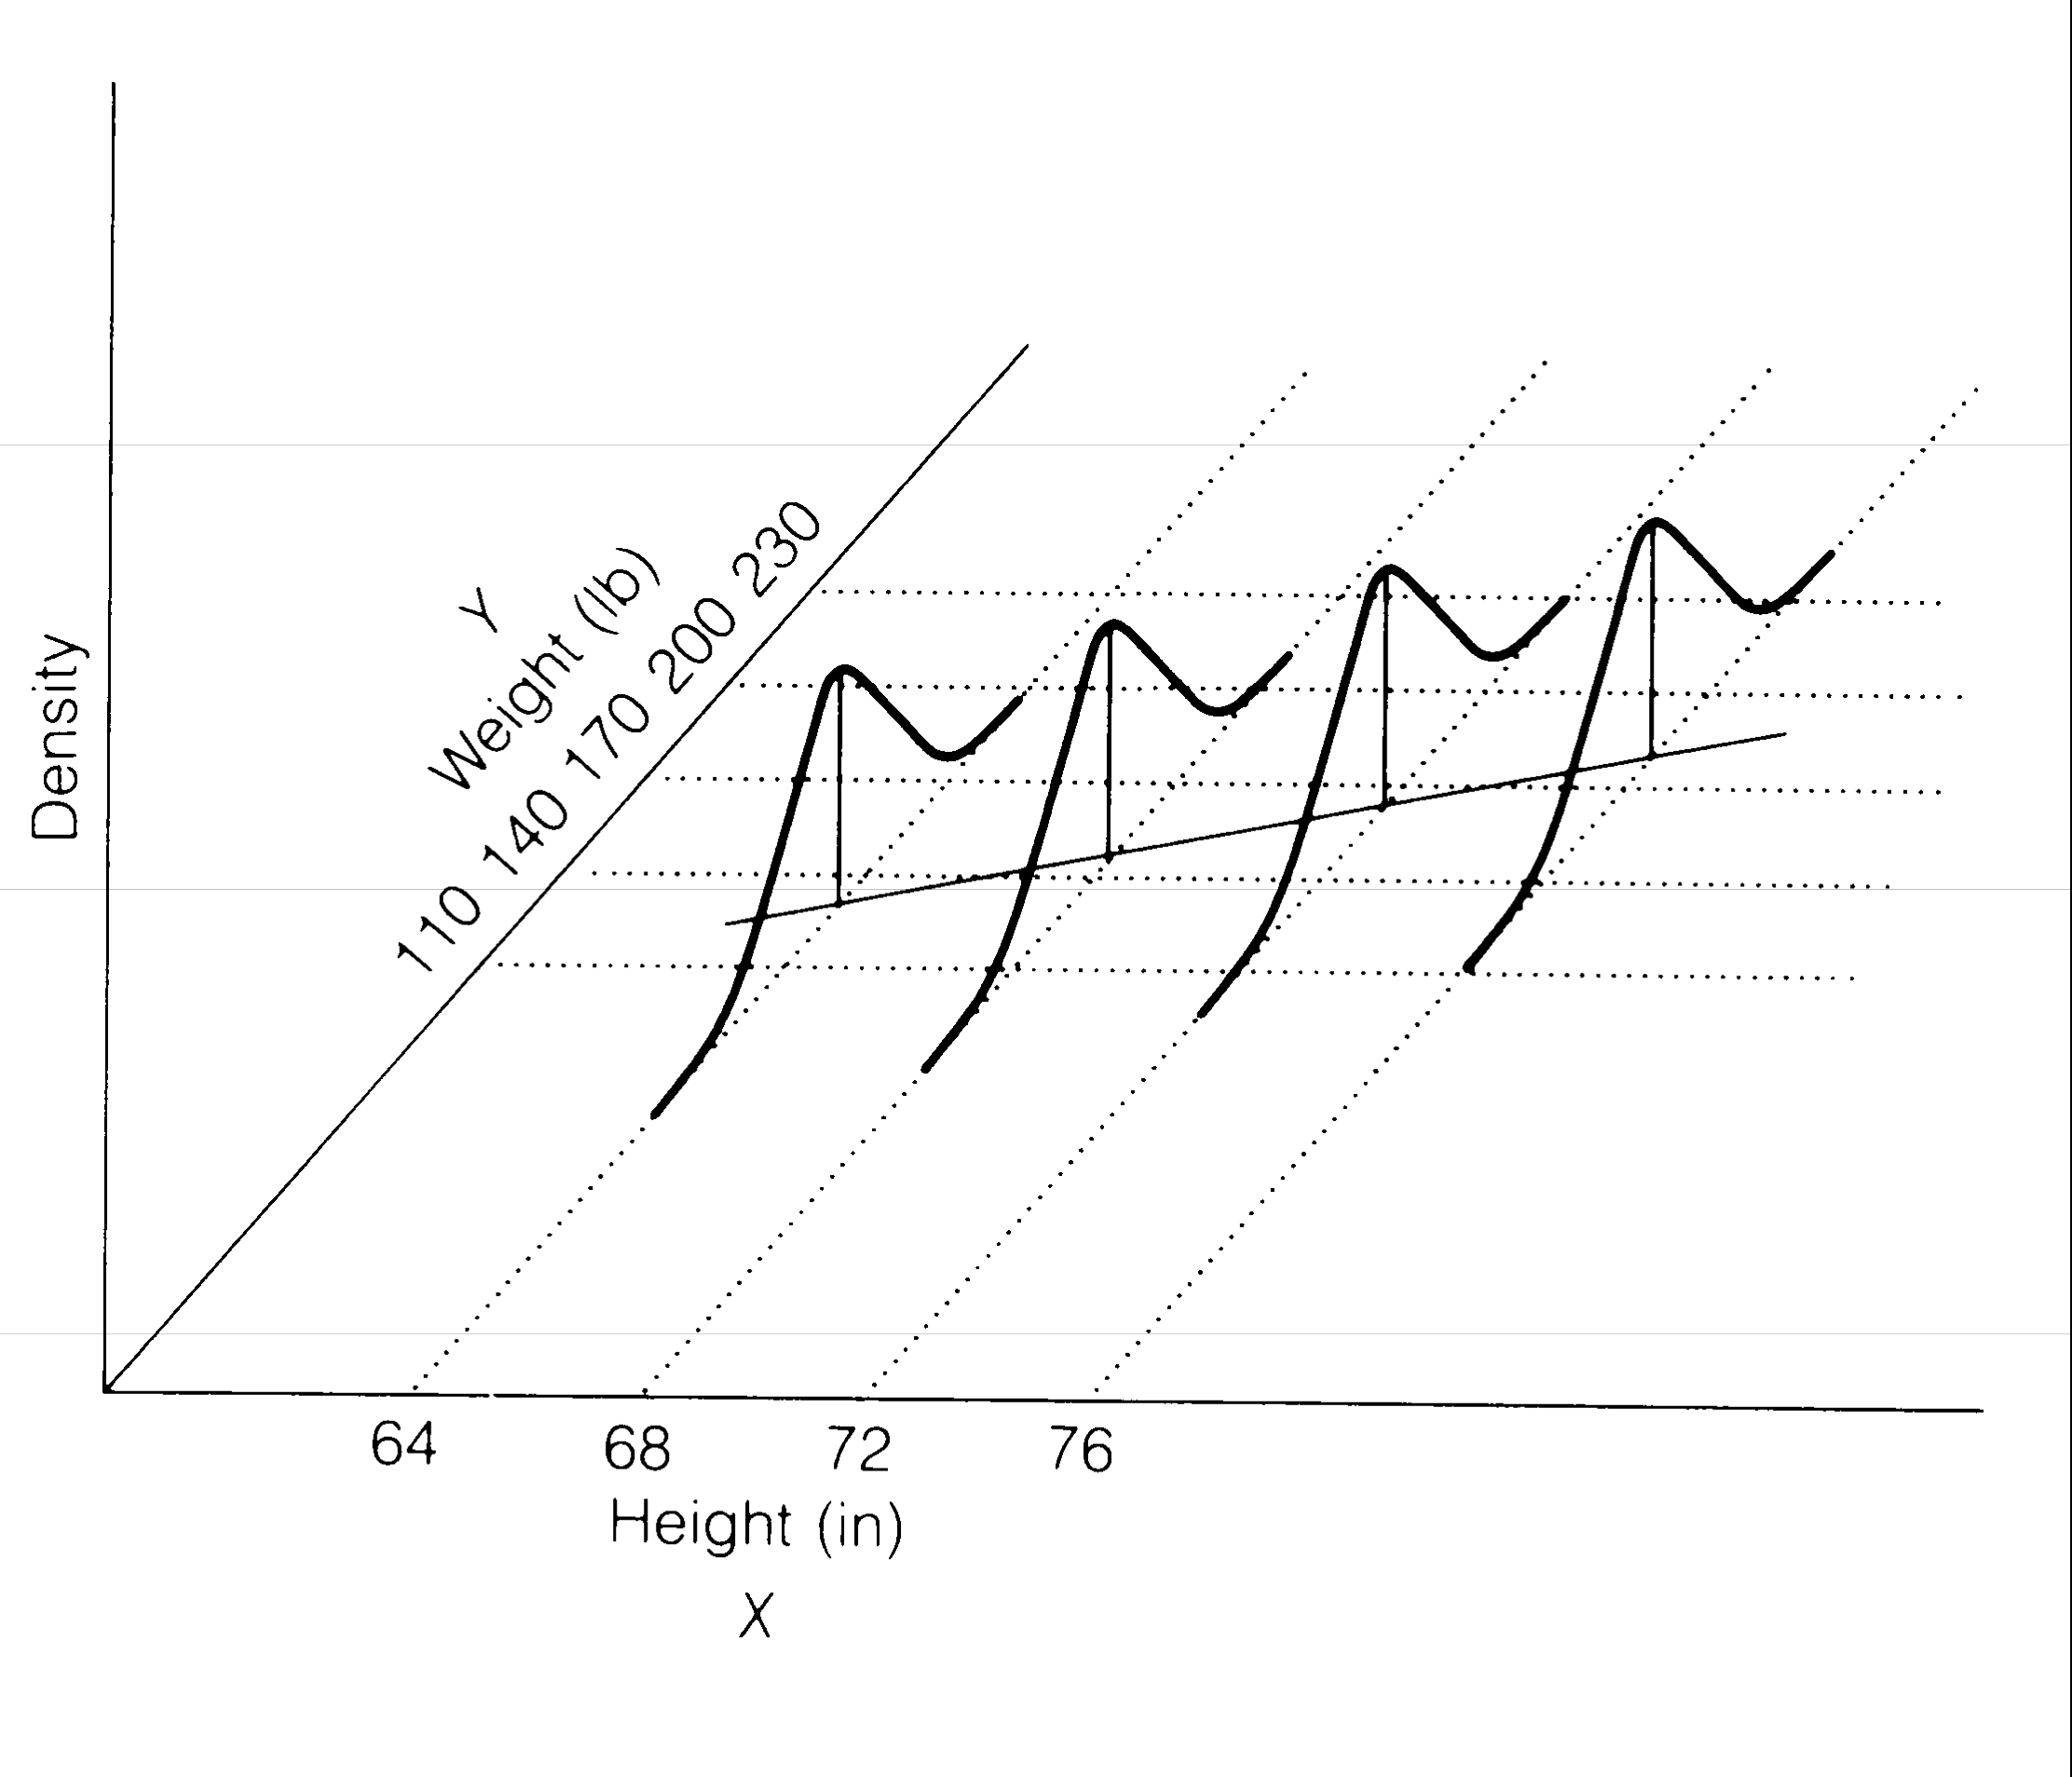 Density
Y
Weight (lb)
110 140 170 200 230
64 68 72 76
Height (in)
X